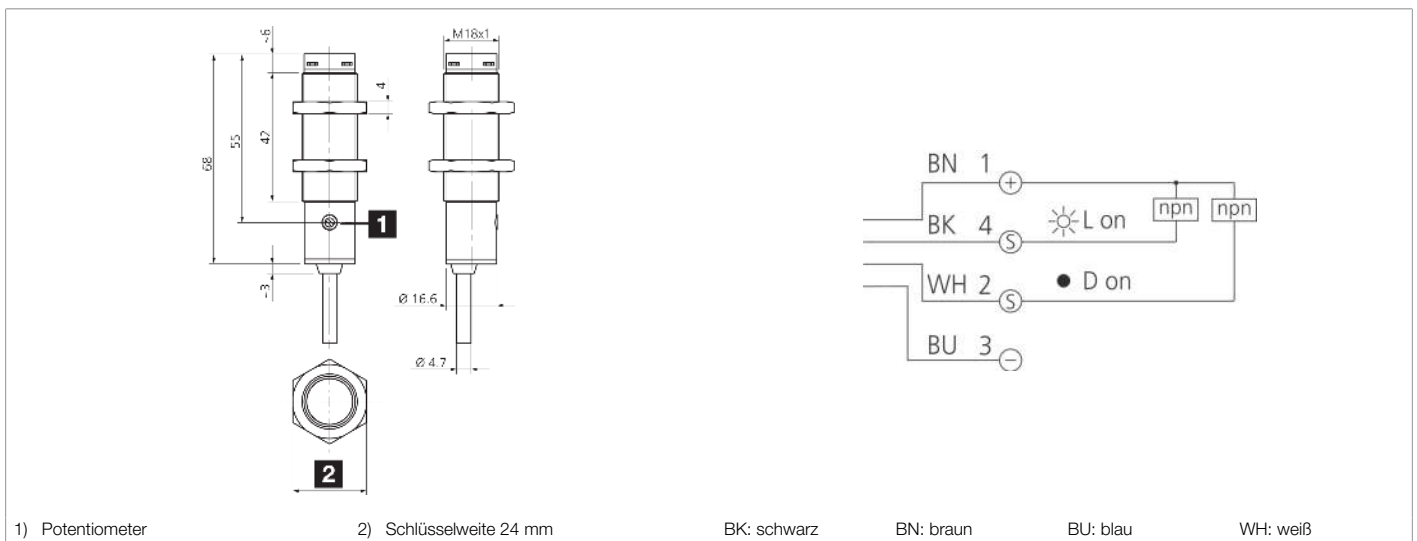 ~6
M18x1
4
42
55
68
1
~3
Ø 16.6
Ø 4.7
2
BN 1 +
npn npn
BK 4 S L on
WH 2 S D on
BU 3 −
1) Potentiometer 2) Schlüsselweite 24 mm BK: schwarz BN: braun BU: blau WH: weiß